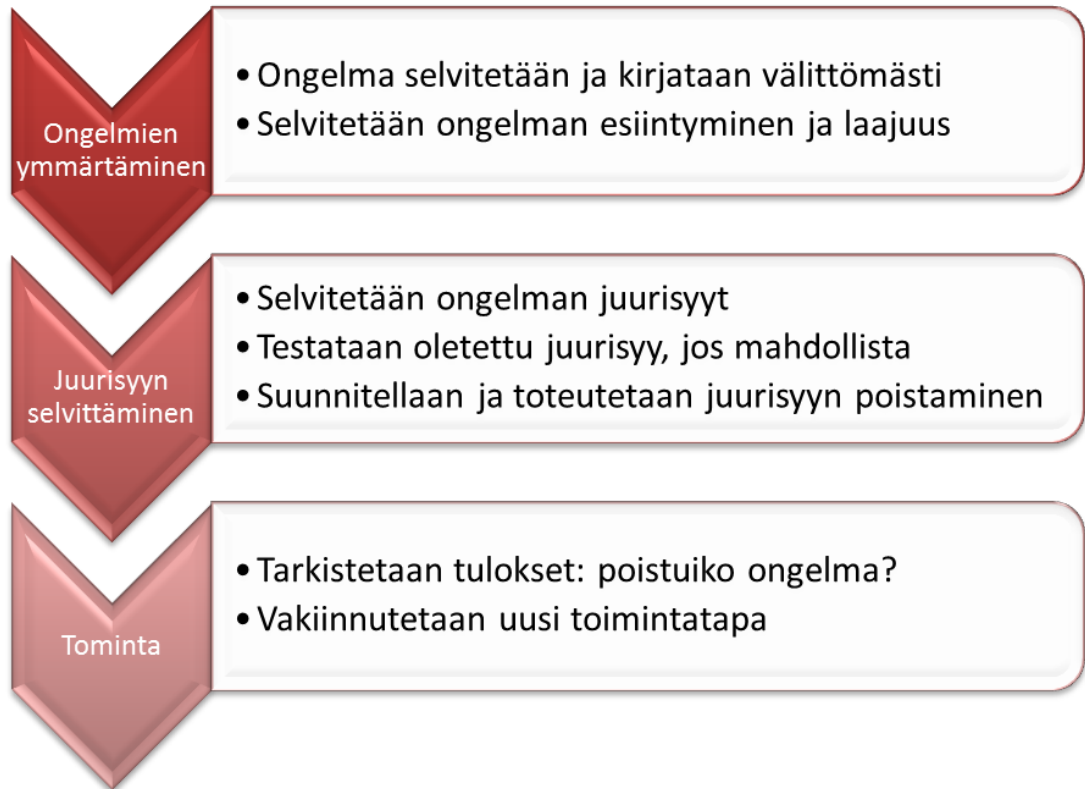 Ongelmien
ymmärtäminen
• Ongelma selvitetään ja kirjataan välittömästi
• Selvitetään ongelman esiintyminen ja laajuus
Juurisyyn
selvittäminen
• Selvitetään ongelman juurisyyt
• Testataan oletettu juurisyy, jos mahdollista
• Suunnitellaan ja toteutetaan juurisyyn poistaminen
Tominta
• Tarkistetaan tulokset: poistuiko ongelma?
• Vakiinnutetaan uusi toimintatapa